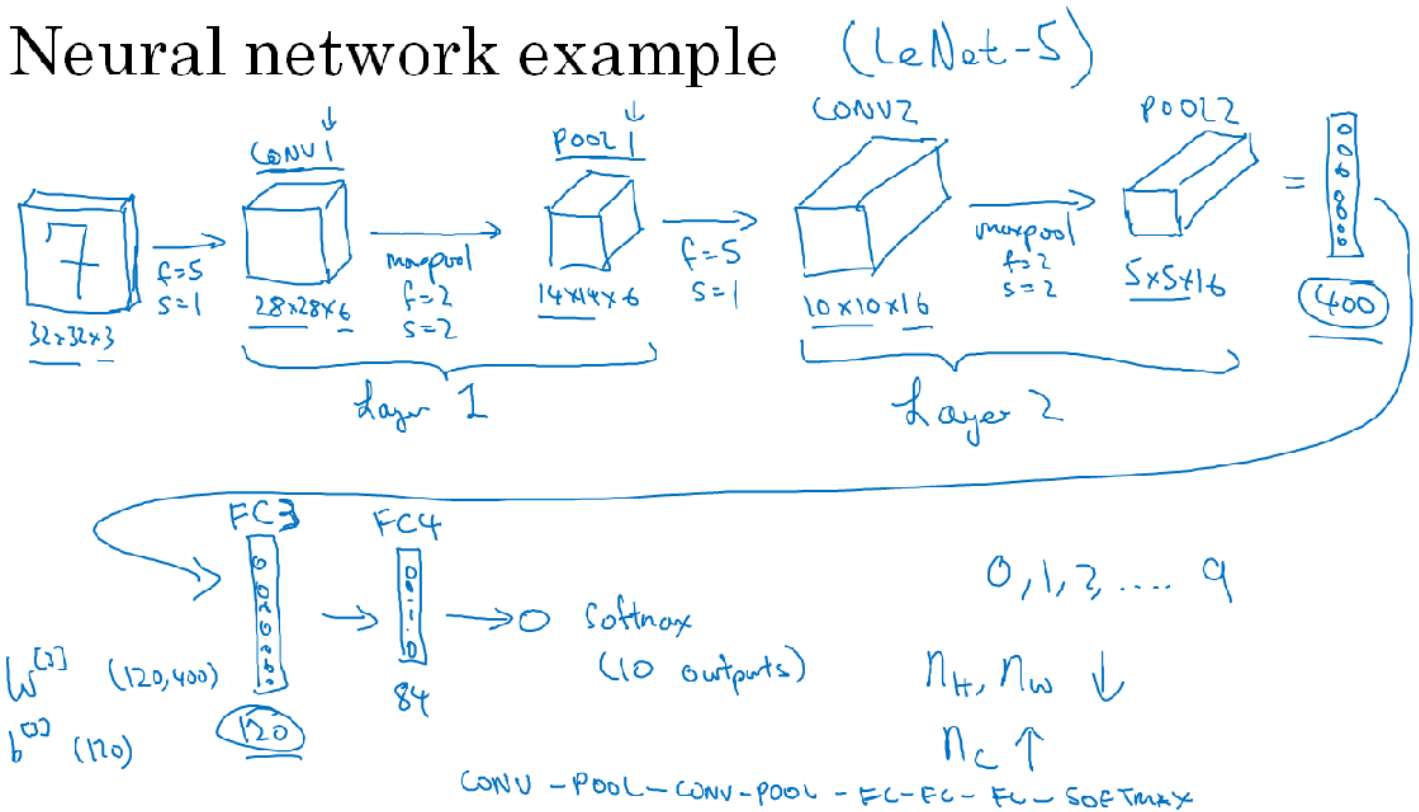 Neural network example (LeNet-5)
CONV1 POOL1 CONV2 POOL2
7
f=5
s=1
maxpool
f=2
s=2
f=5
s=1
maxpool
f=2
s=2
=
32x32x3
28x28x6
14x14x6
10x10x16
5x5x16
400
Layer 1
Layer 2
FC3
FC4
0,1,2,.... 9
softmax
(10 outputs)
W[3] (120,400)
b[3] (120)
120
84
nH, nW ↓
nC ↑
CONV-POOL-CONV-POOL-FC-FC-FC-SOFTMAX